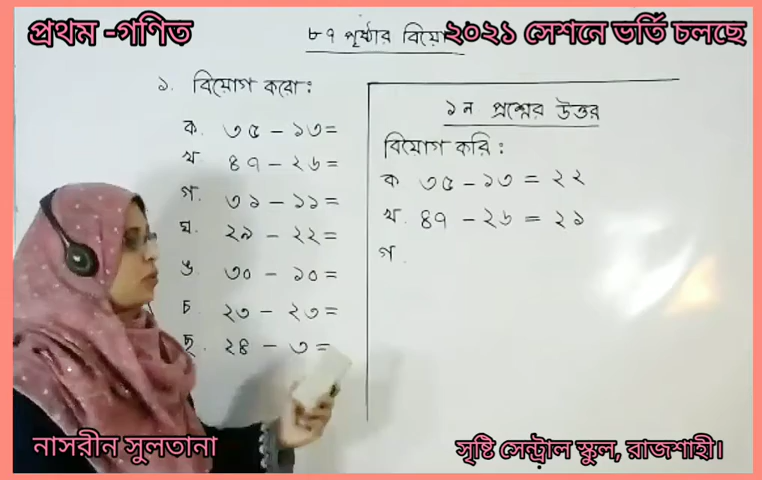 প্রথম -গণিত
৮৭ পৃষ্ঠার বিয়ো
২০২১ সেশনে ভর্তি চলছে
১. বিয়োগ করো:
ক. ৩৫ - ১৩=
খ. ৪৭ - ২৬=
গ. ৩১ - ১১=
ঘ. ২৯ - ২২=
ঙ. ৩০ - ১০=
চ. ২৩ - ২৩=
ছ. ২৪ - ৩=
১ন প্রশ্নের উত্তর
বিয়োগ করি:
ক ৩৫ - ১৩ = ২২
খ. ৪৭ - ২৬ = ২১
গ.
নাসরীন সুলতানা
সৃষ্টি সেন্ট্রাল স্কুল, রাজশাহী।